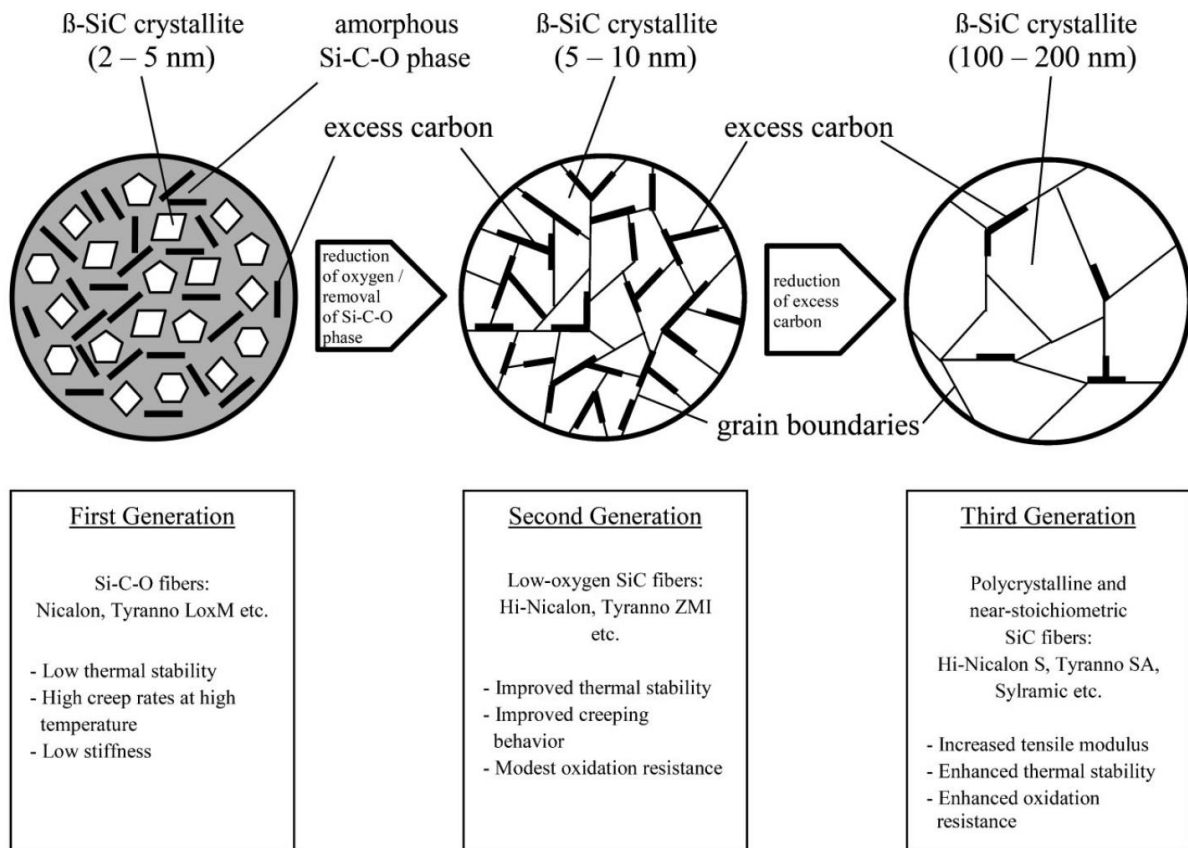 ß-SiC crystallite
(2 – 5 nm)
amorphous
Si-C-O phase
ß-SiC crystallite
(5 – 10 nm)
ß-SiC crystallite
(100 – 200 nm)
excess carbon
excess carbon
reduction
of oxygen /
removal
of Si-C-O
phase
reduction
of excess
carbon
grain boundaries
First Generation
Si-C-O fibers:
Nicalon, Tyranno LoxM etc.
- Low thermal stability
- High creep rates at high
temperature
- Low stiffness
Second Generation
Low-oxygen SiC fibers:
Hi-Nicalon, Tyranno ZMI
etc.
- Improved thermal stability
- Improved creeping
behavior
- Modest oxidation resistance
Third Generation
Polycrystalline and
near-stoichiometric
SiC fibers:
Hi-Nicalon S, Tyranno SA,
Sylramic etc.
- Increased tensile modulus
- Enhanced thermal stability
- Enhanced oxidation
resistance